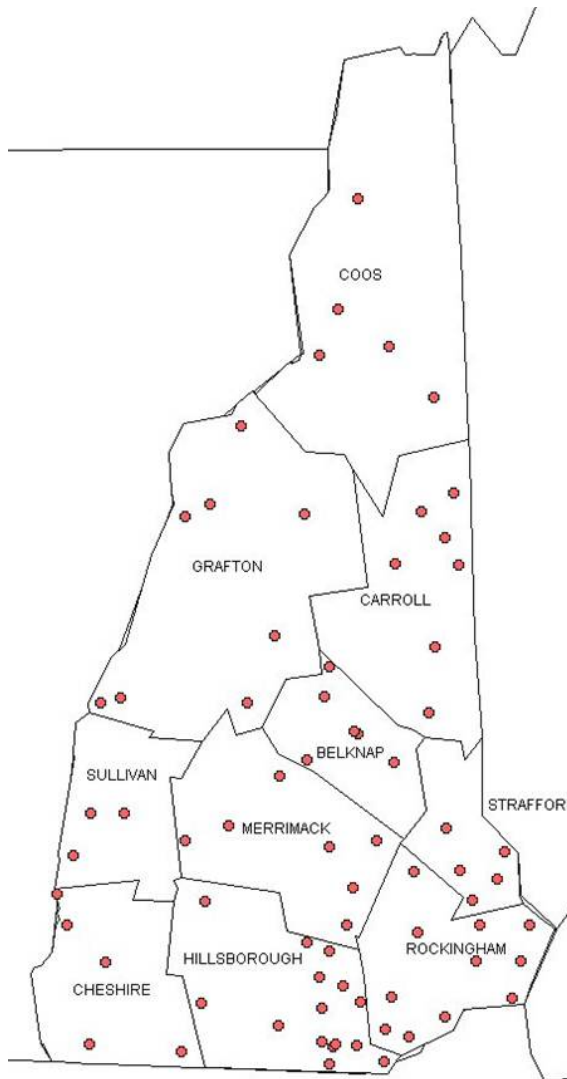 COOS
GRAFTON
CARROLL
BELKNAP
SULLIVAN
STRAFFOR
MERRIMACK
HILLSBOROUGH
ROCKINGHAM
CHESHIRE